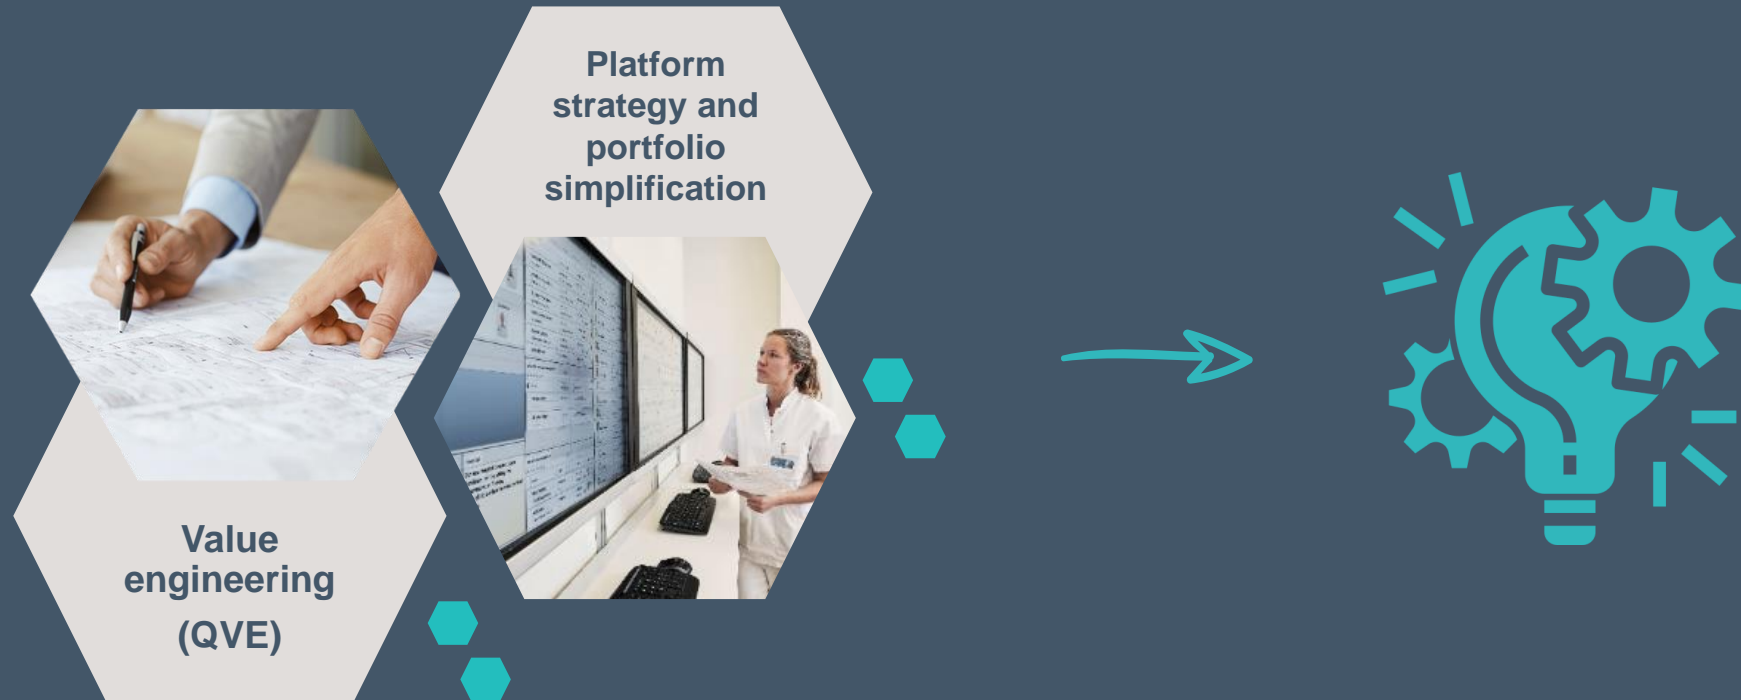 Platform
strategy and
portfolio
simplification
Value
engineering
(QVE)